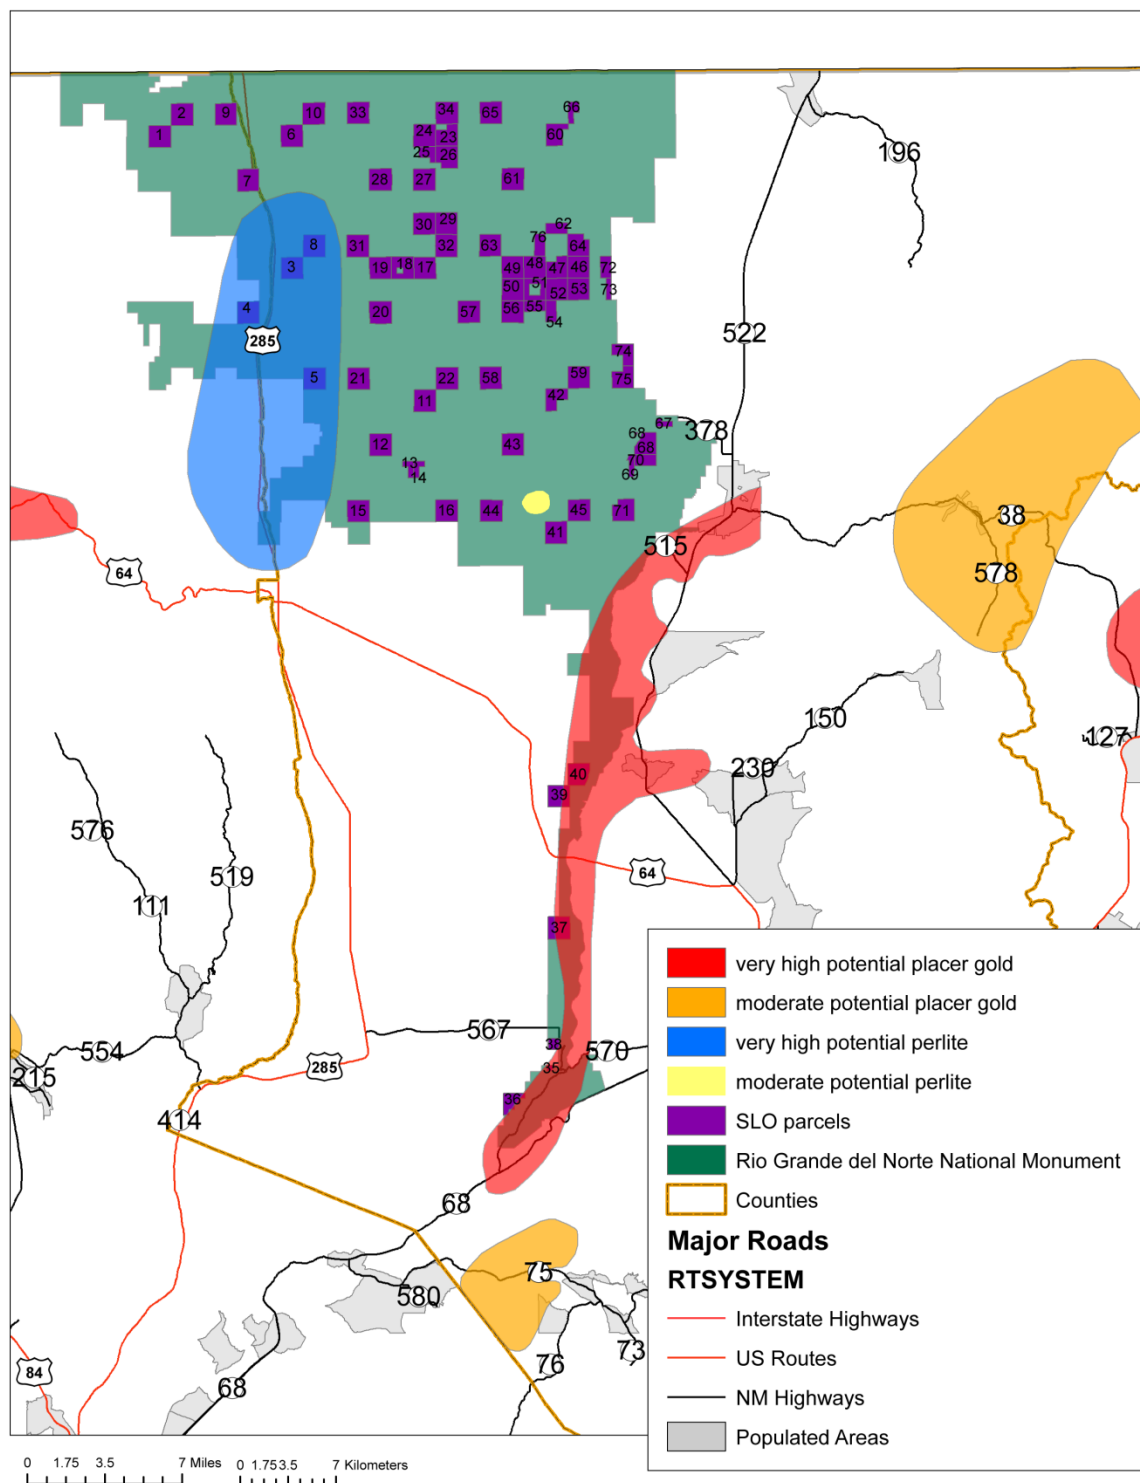 66
2 9 10 33 34 65
1 6 24 23 60
25 26
7 28 27 61
196
30 29 62
8 31 32 63 76 64
3 19 18 17 49 48 47 46 72
50 51 52 53 73
4 20 57 56 55 54
285
522
74
5 21 22 58 59 75
11 42
67
378
12 43 68
68
13 70
14 69
15 16 44 45 71
41
38
515
64
578
150
127
40 230
39
576
519
64
111
37
567
38 570
554
35
285
215
36
414
68
75
580
73
76
84
68
very high potential placer gold
moderate potential placer gold
very high potential perlite
moderate potential perlite
SLO parcels
Rio Grande del Norte National Monument
Counties
Major Roads
RTSYSTEM
Interstate Highways
US Routes
NM Highways
Populated Areas
0 1.75 3.5 7 Miles
0 1.75 3.5 7 Kilometers